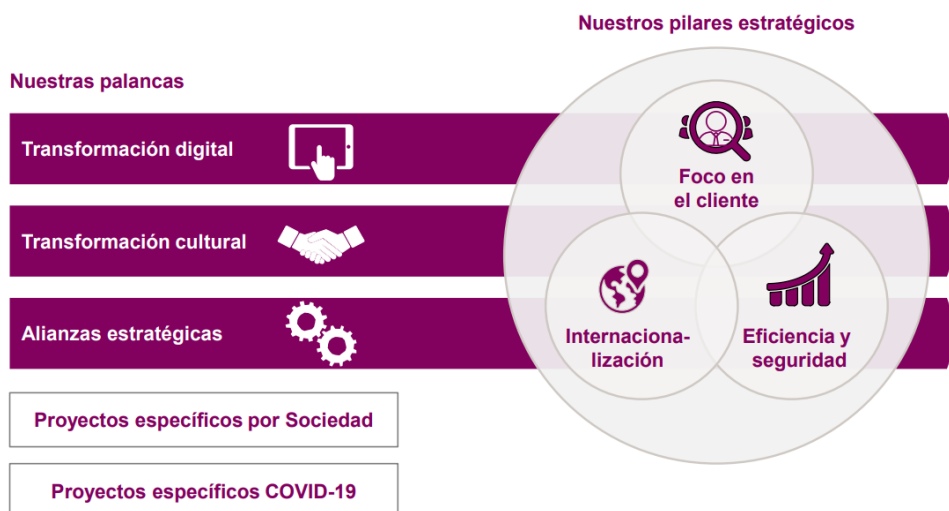 Nuestros pilares estratégicos
Nuestras palancas
Transformación digital
Foco en
el cliente
Transformación cultural
Alianzas estratégicas
Internaciona-
lización
Eficiencia y
seguridad
Proyectos específicos por Sociedad
Proyectos específicos COVID-19